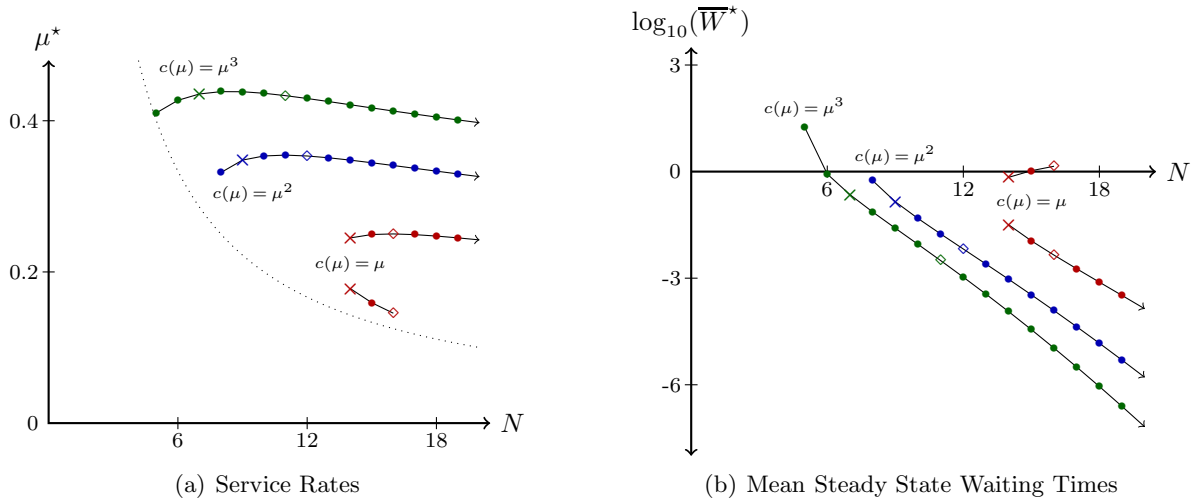 μ⋆
c(μ) = μ³
0.4
c(μ) = μ²
c(μ) = μ
0.2
0
6
12
18
N
(a) Service Rates
log₁₀(W̅⋆)
3
c(μ) = μ³
c(μ) = μ²
0
N
6
12
18
c(μ) = μ
-3
-6
(b) Mean Steady State Waiting Times